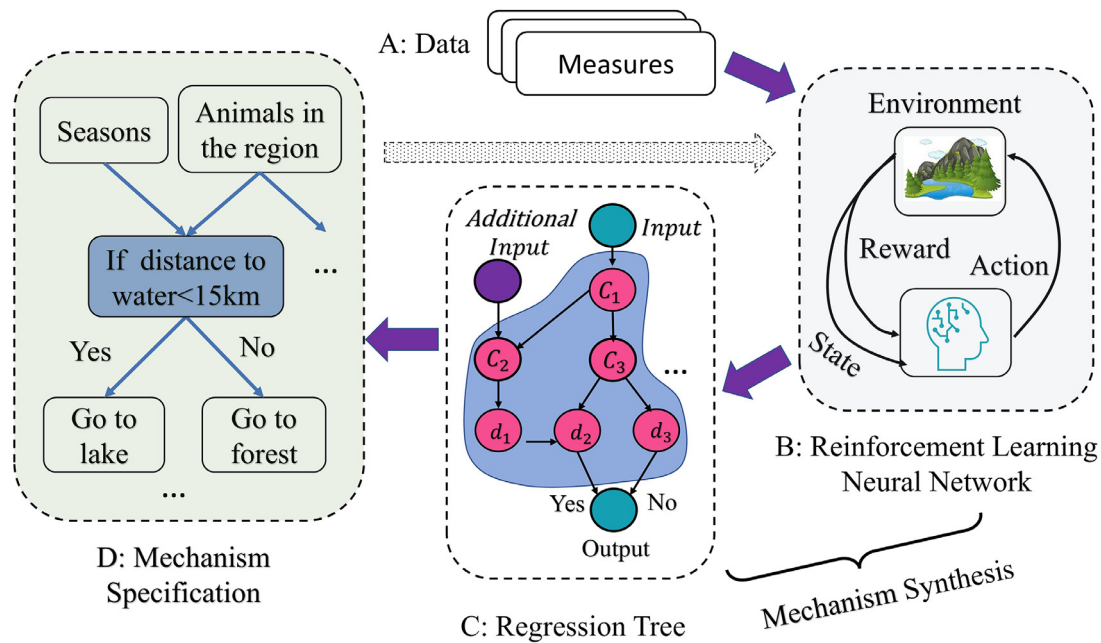 A: Data
Measures
Seasons
Animals in
the region
If distance to
water<15km
...
Yes
No
Go to
lake
Go to
forest
...
D: Mechanism
Specification
Additional
Input
Input
C₁
C₂
C₃
...
d₁
d₂
d₃
Yes
No
Output
C: Regression Tree
Environment
Reward
Action
State
B: Reinforcement Learning
Neural Network
Mechanism Synthesis